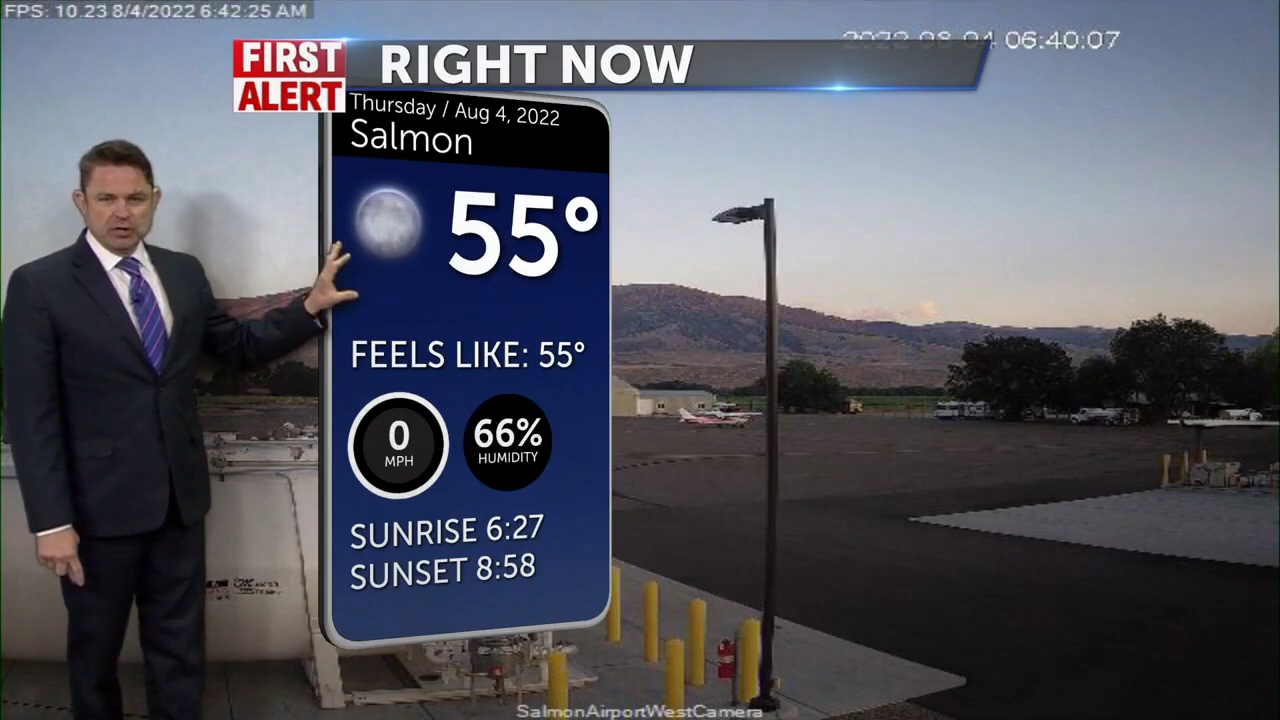 FPS: 10.23 8/4/2022 6:42:25 AM
2022-08-04 06:40:07
FIRST
ALERT
RIGHT NOW
Thursday / Aug 4, 2022
Salmon
55°
FEELS LIKE: 55°
0
MPH
66%
HUMIDITY
SUNRISE 6:27
SUNSET 8:58
SalmonAirportWestCamera